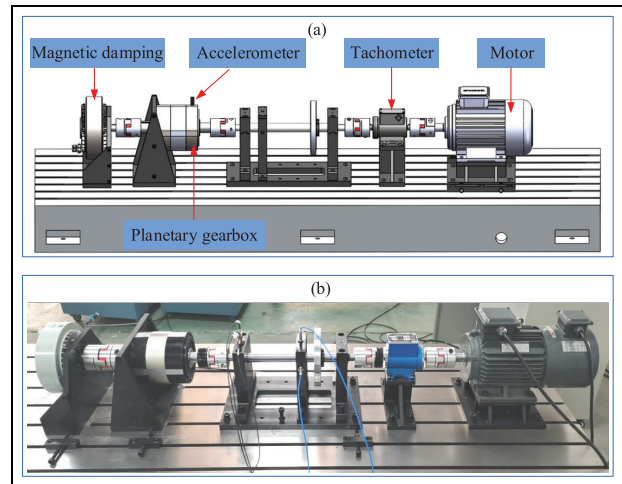 (a)
Magnetic damping
Accelerometer
Tachometer
Motor
Planetary gearbox
(b)